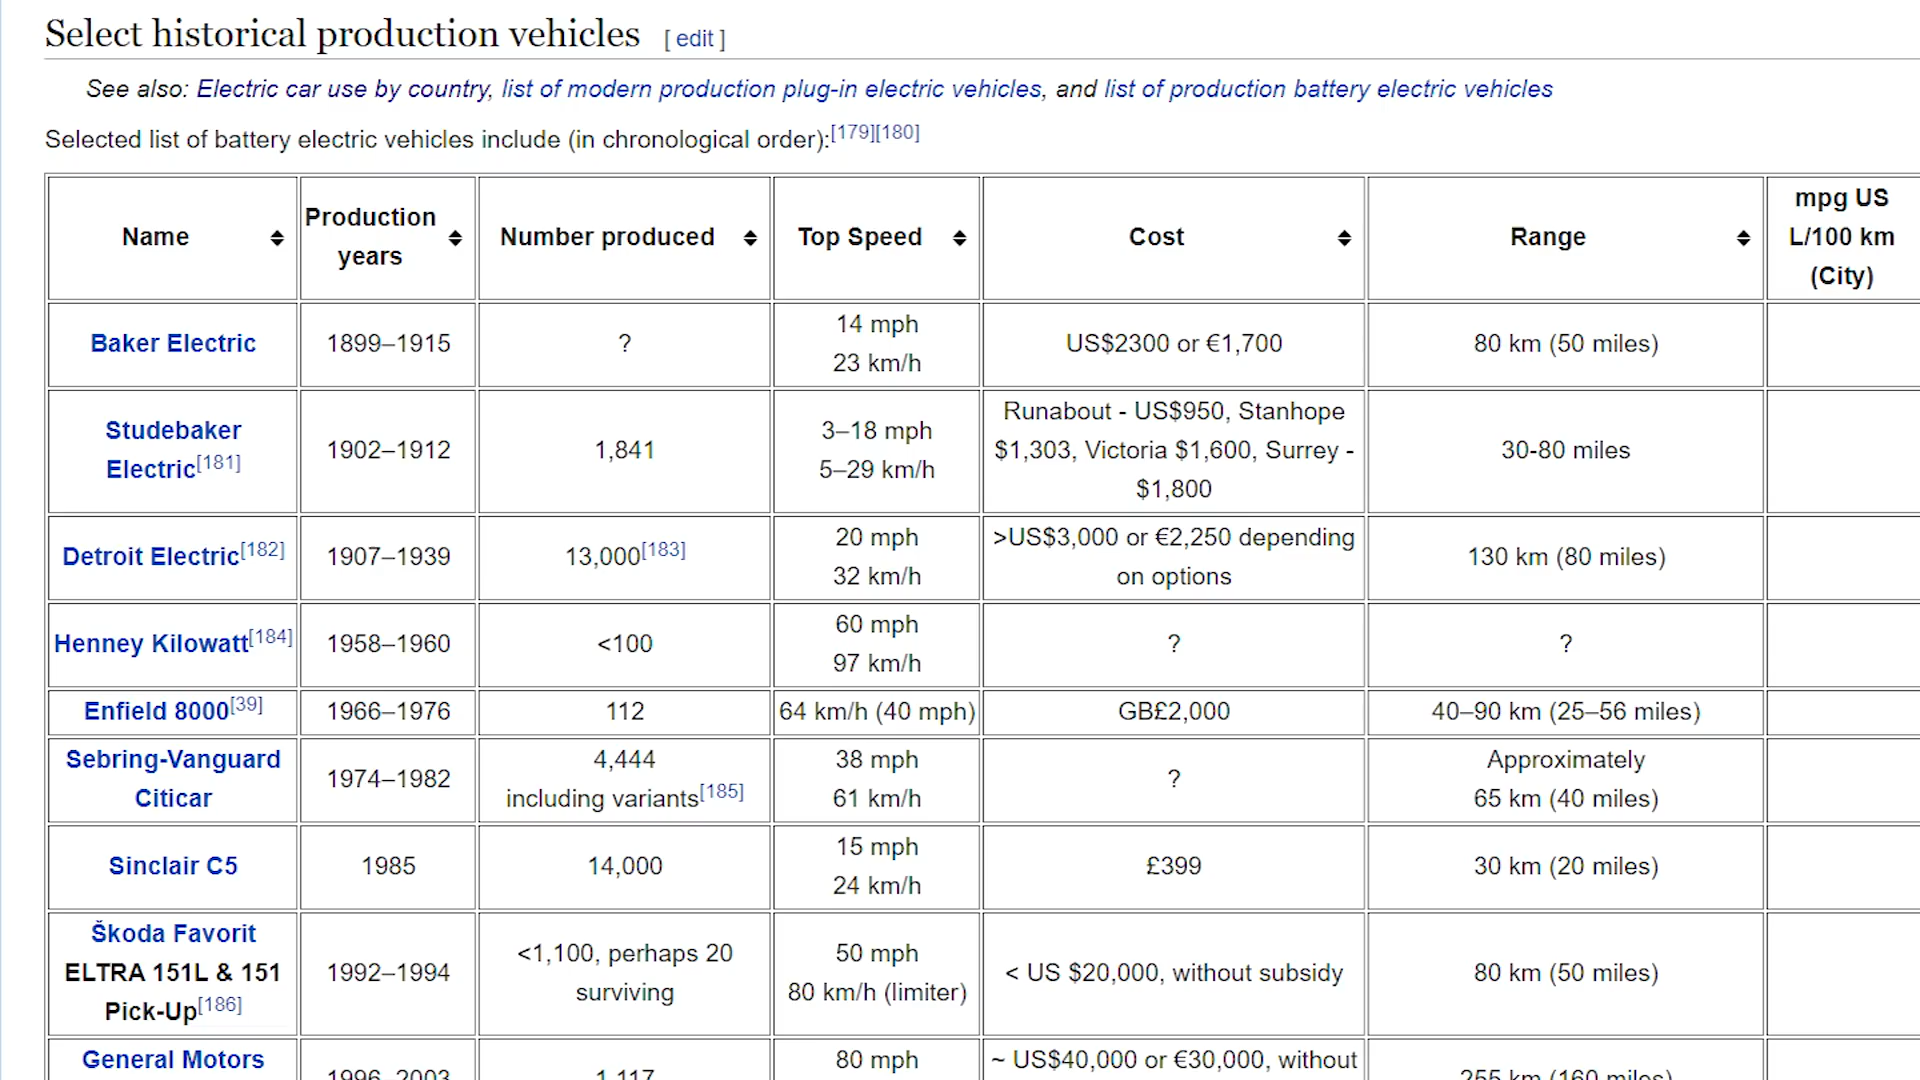 Select historical production vehicles [ edit ]
See also: Electric car use by country, list of modern production plug-in electric vehicles, and list of production battery electric vehicles
Selected list of battery electric vehicles include (in chronological order):[179][180]
Name
Production
years
Number produced
Top Speed
Cost
Range
mpg US
L/100 km
(City)
Baker Electric
1899–1915
?
14 mph
23 km/h
US$2300 or €1,700
80 km (50 miles)
Studebaker
Electric[181]
1902–1912
1,841
3–18 mph
5–29 km/h
Runabout - US$950, Stanhope
$1,303, Victoria $1,600, Surrey -
$1,800
30-80 miles
Detroit Electric[182]
1907–1939
13,000[183]
20 mph
32 km/h
>US$3,000 or €2,250 depending
on options
130 km (80 miles)
Henney Kilowatt[184]
1958–1960
<100
60 mph
97 km/h
?
?
Enfield 8000[39]
1966–1976
112
64 km/h (40 mph)
GB£2,000
40–90 km (25–56 miles)
Sebring-Vanguard
Citicar
1974–1982
4,444
including variants[185]
38 mph
61 km/h
?
Approximately
65 km (40 miles)
Sinclair C5
1985
14,000
15 mph
24 km/h
£399
30 km (20 miles)
Škoda Favorit
ELTRA 151L & 151
Pick-Up[186]
1992–1994
<1,100, perhaps 20
surviving
50 mph
80 km/h (limiter)
< US $20,000, without subsidy
80 km (50 miles)
General Motors
1996–2003
1,117
80 mph
~ US$40,000 or €30,000, without
255 km (160 miles)